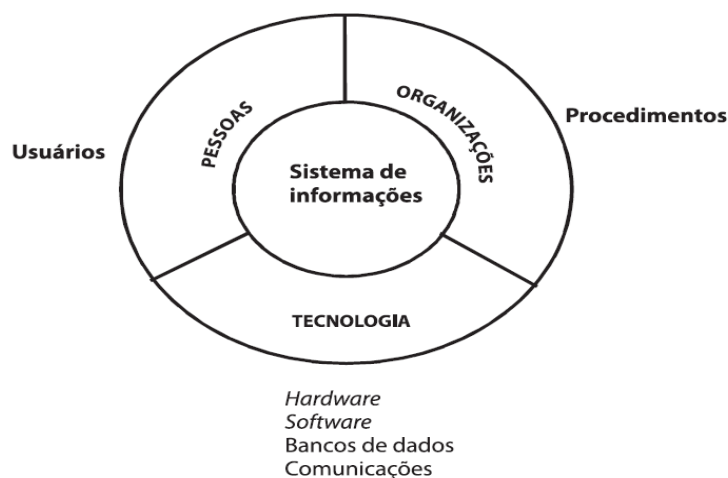 PESSOAS
ORGANIZAÇÕES
Procedimentos
Usuários
Sistema de
informações
TECNOLOGIA
Hardware
Software
Bancos de dados
Comunicações